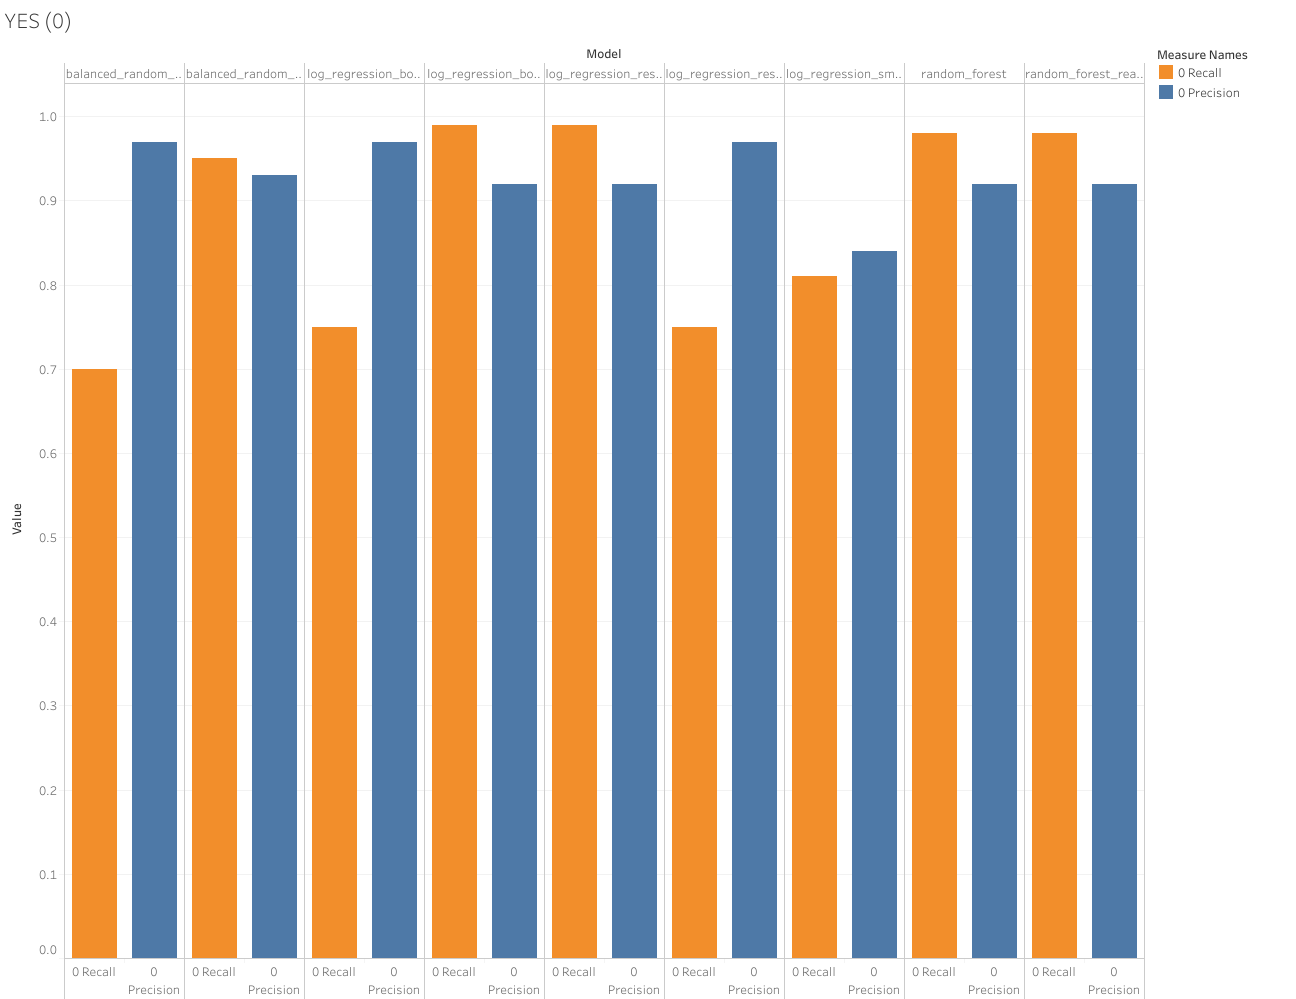 YES (0)
Model
balanced_random_..
balanced_random_..
log_regression_bo..
log_regression_bo..
log_regression_res..
log_regression_res..
log_regression_sm..
random_forest
random_forest_rea..
Measure Names
0 Recall
0 Precision
1.0
0.9
0.8
0.7
0.6
0.5
0.4
0.3
0.2
0.1
0.0
Value
0 Recall
0
Precision
0 Recall
0
Precision
0 Recall
0
Precision
0 Recall
0
Precision
0 Recall
0
Precision
0 Recall
0
Precision
0 Recall
0
Precision
0 Recall
0
Precision
0 Recall
0
Precision